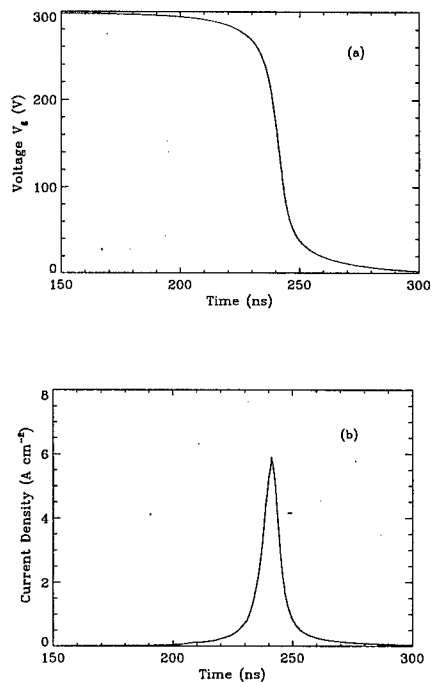 300
200
100
0
Voltage V_g (V)
(a)
150 200 250 300
Time (ns)
8
6
4
2
0
Current Density (A cm⁻²)
(b)
150 200 250 300
Time (ns)